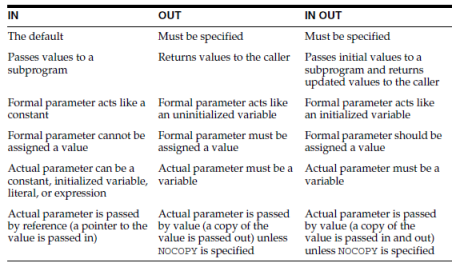 IN OUT IN OUT
The default Must be specified Must be specified
Passes values to a Returns values to the caller Passes initial values to a
subprogram subprogram and returns
updated values to the caller
Formal parameter acts like a Formal parameter acts like Formal parameter acts like
constant an uninitialized variable an initialized variable
Formal parameter cannot be Formal parameter must be Formal parameter should be
assigned a value assigned a value assigned a value
Actual parameter can be a Actual parameter must be a Actual parameter must be a
constant, initialized variable, variable variable
literal, or expression
Actual parameter is passed Actual parameter is passed Actual parameter is passed
by reference (a pointer to the by value (a copy of the by value (a copy of the
value is passed in) value is passed out) unless value is passed in and out)
NOCOPY is specified unless NOCOPY is specified